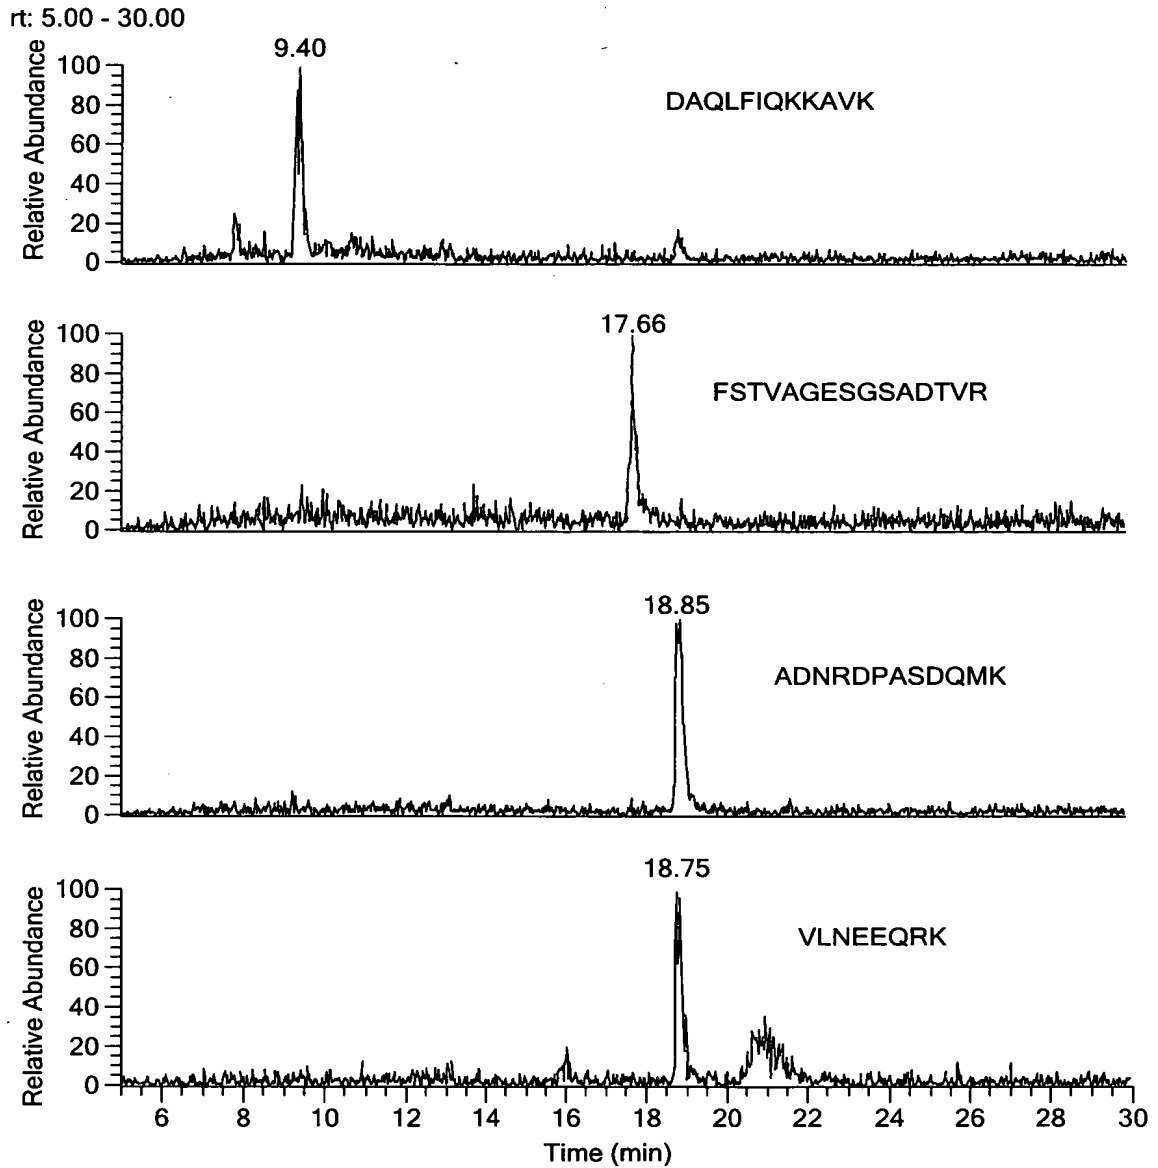 rt: 5.00 - 30.00
9.40
Relative Abundance
100
80
60
40
20
0
DAQLFIQKKAVK
17.66
Relative Abundance
100
80
60
40
20
0
FSTVAGESGSADTVR
18.85
Relative Abundance
100
80
60
40
20
0
ADNRDPASDQMK
18.75
Relative Abundance
100
80
60
40
20
0
VLNEEQRK
6 8 10 12 14 16 18 20 22 24 26 28 30
Time (min)